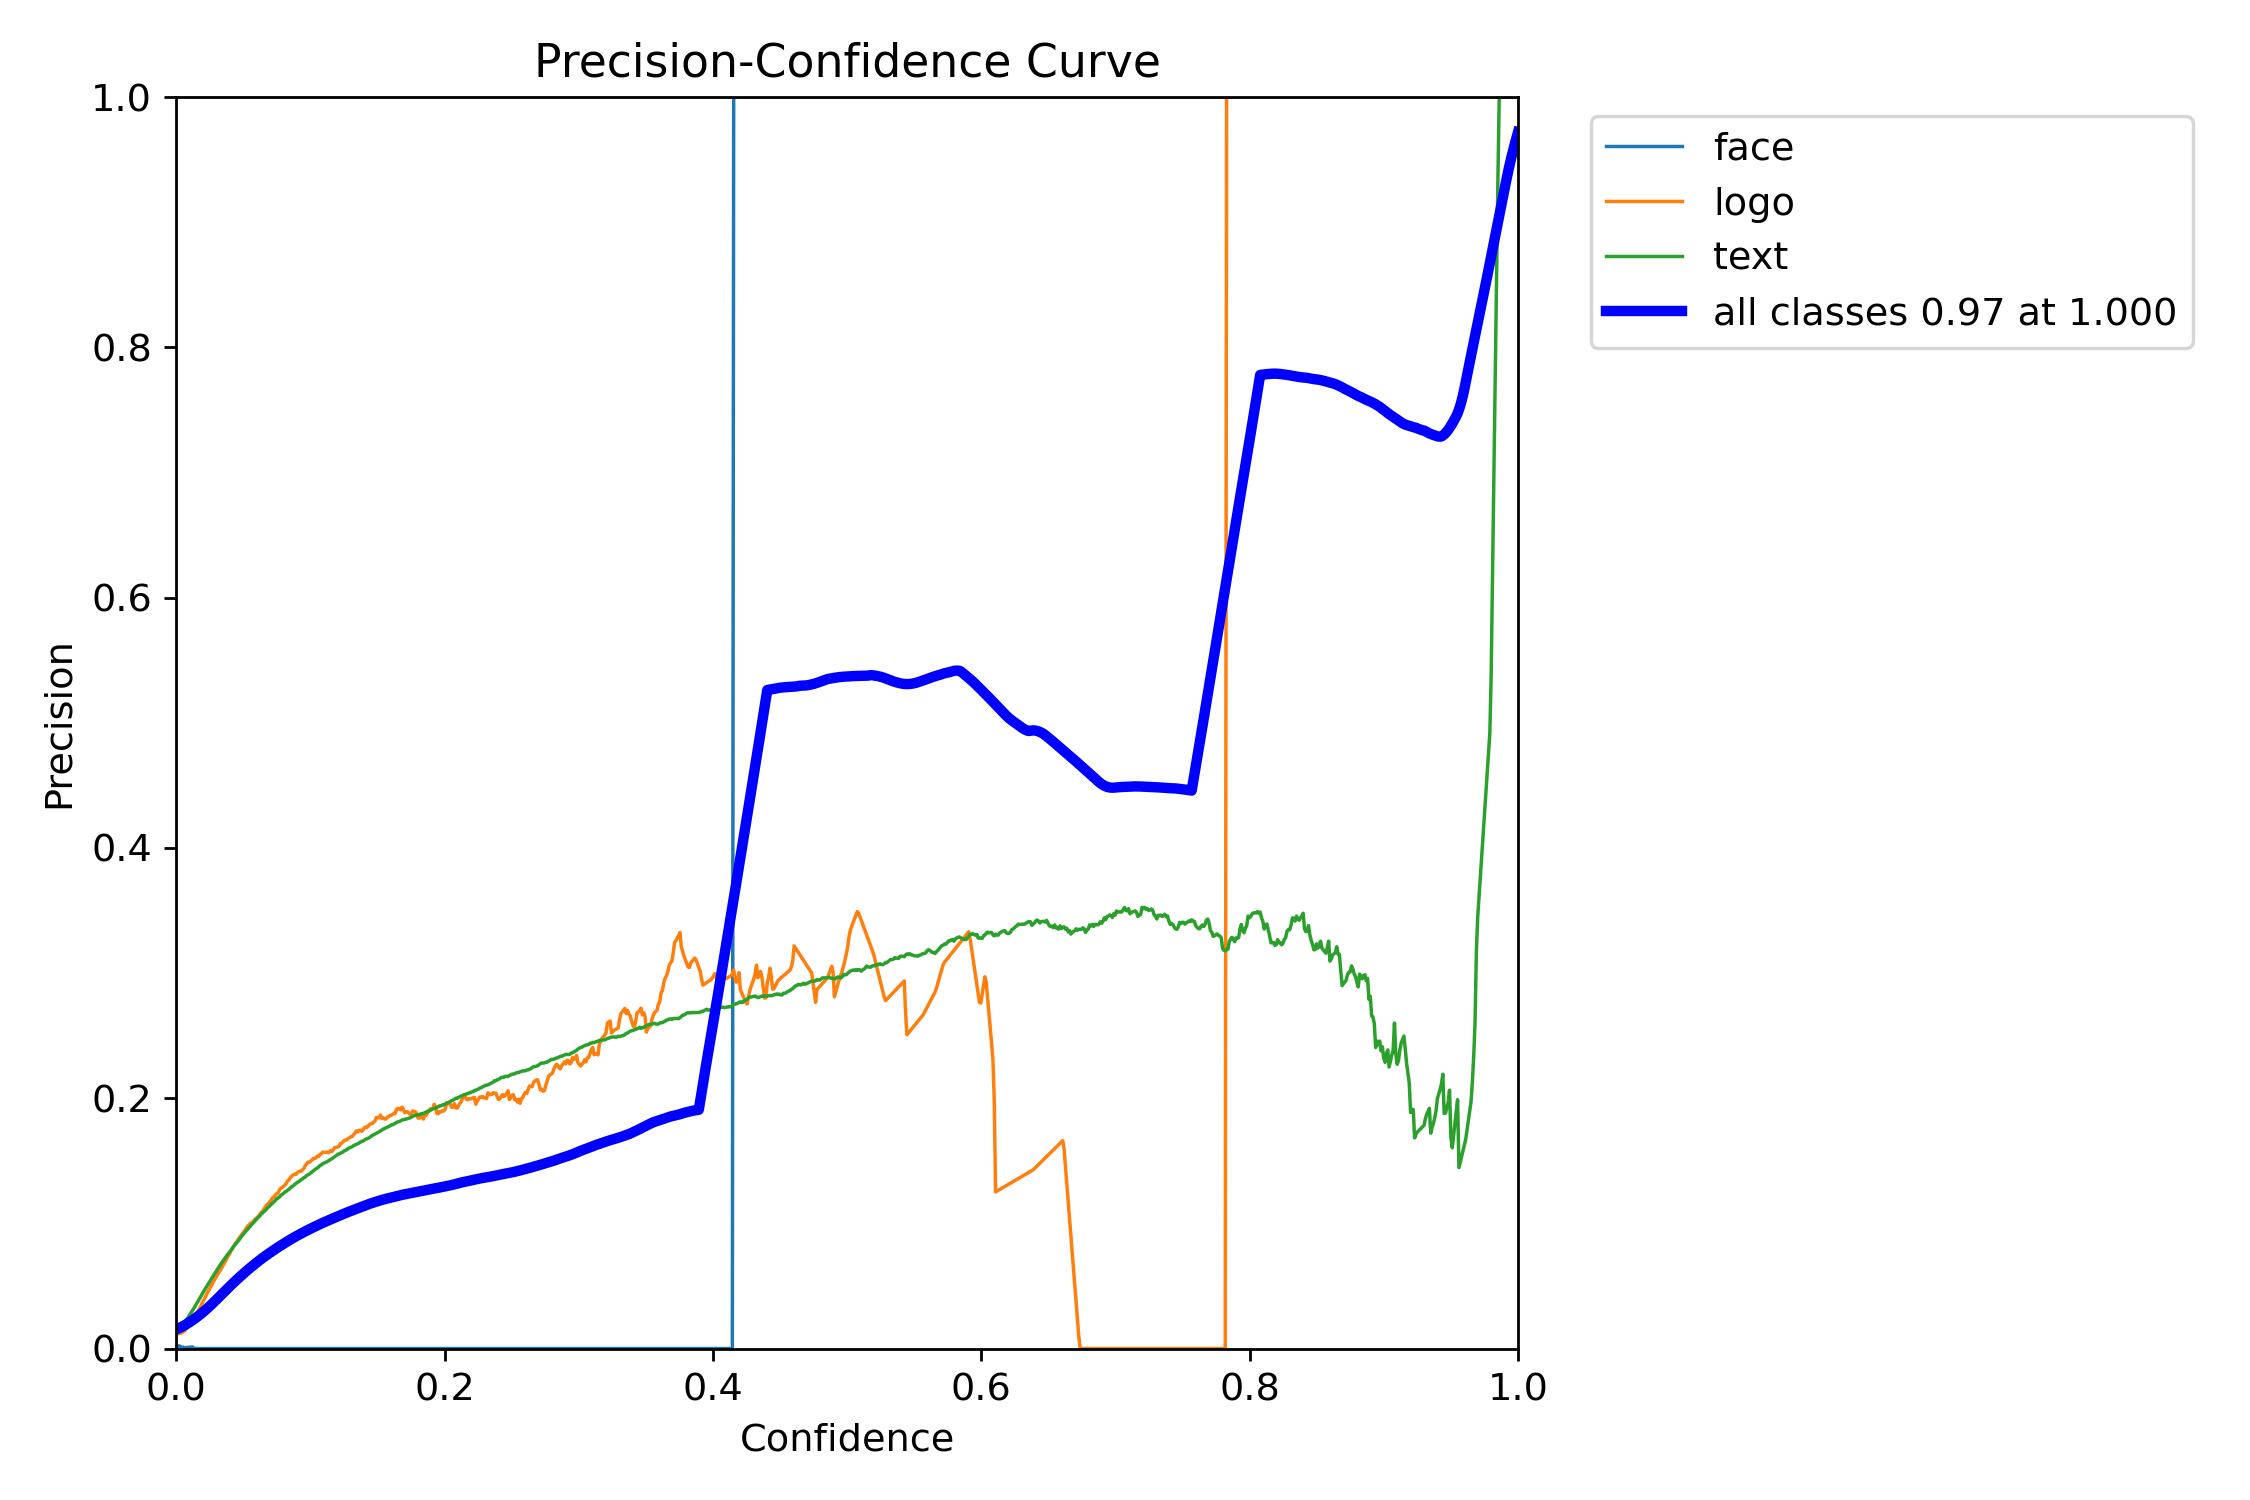 Precision-Confidence Curve
1.0
0.8
0.6
0.4
0.2
0.0
Precision
0.0 0.2 0.4 0.6 0.8 1.0
Confidence
face
logo
text
all classes 0.97 at 1.000